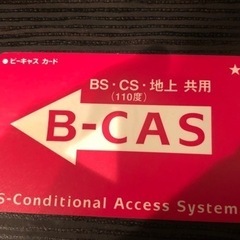 ● ビーキャス カード
BS・CS・地上 共用
(110度)
B-CAS
S-Conditional Access System